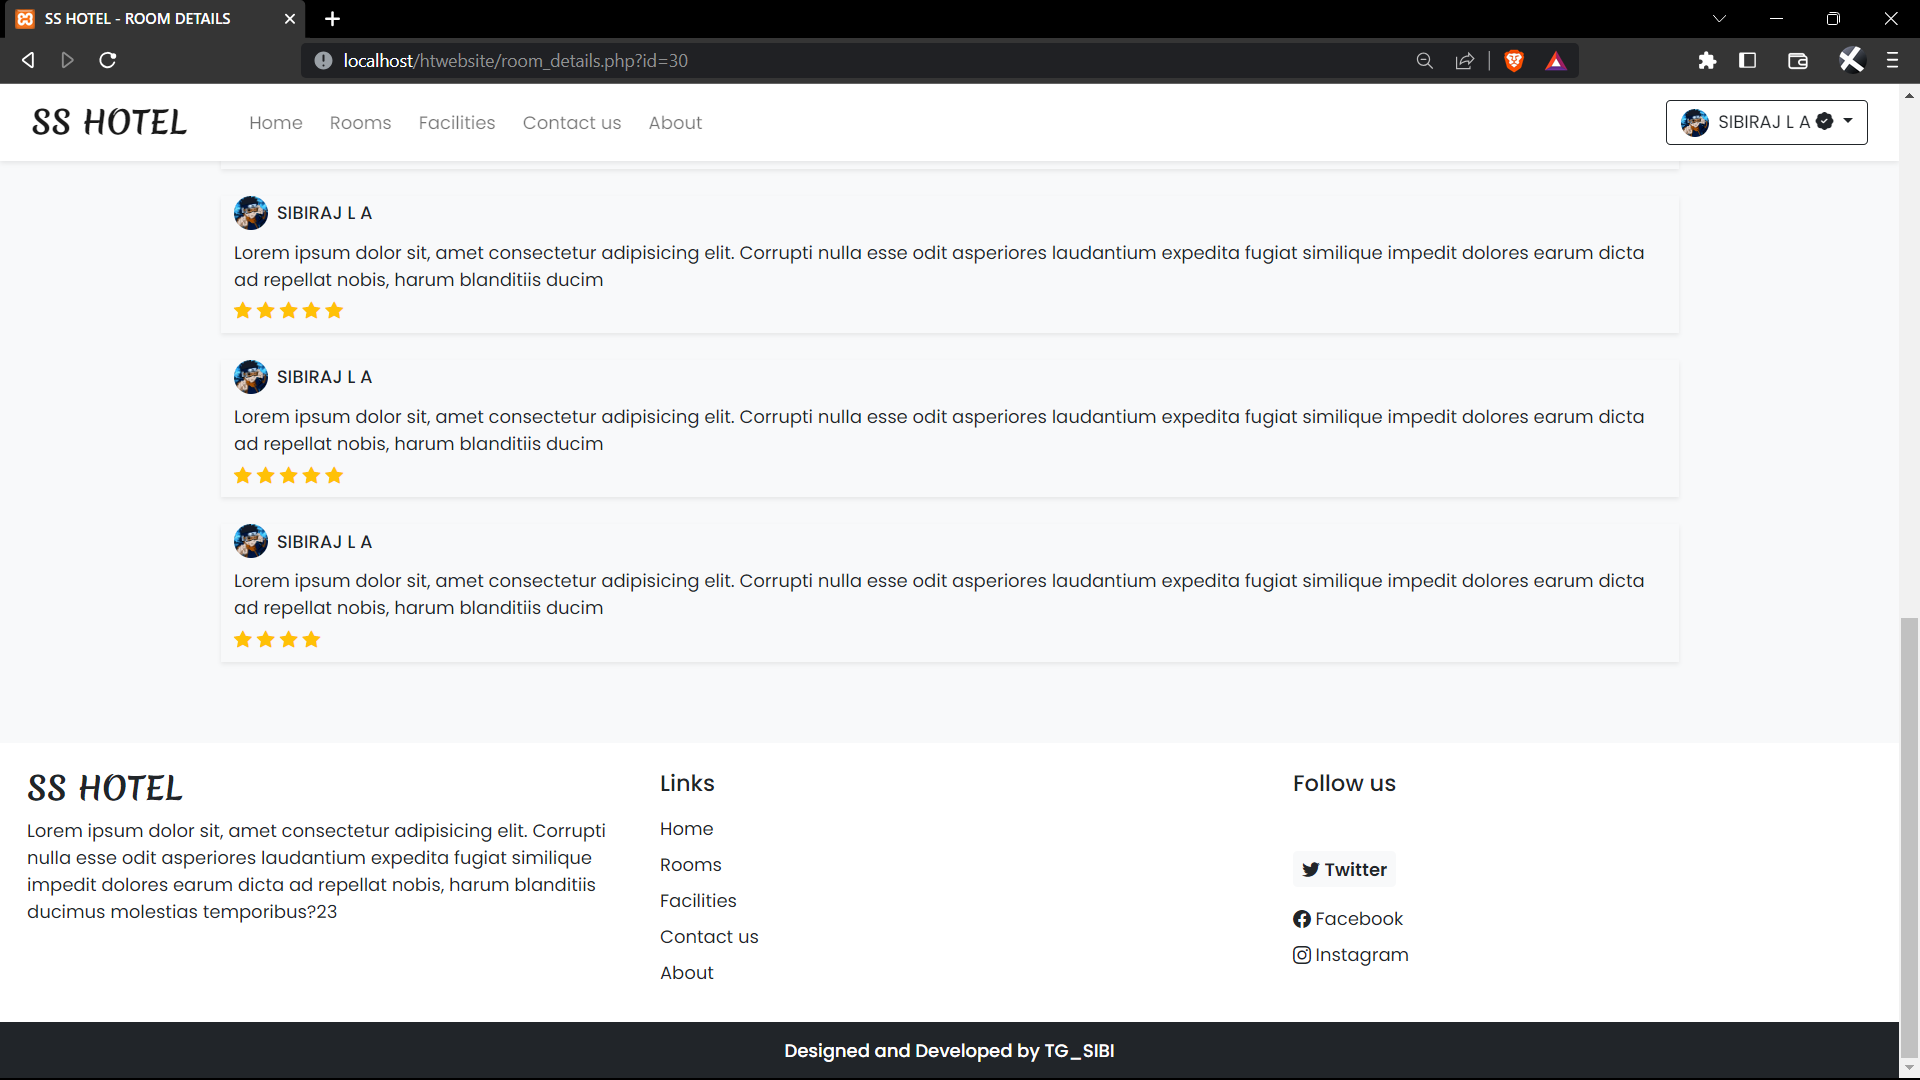 SS HOTEL - ROOM DETAILS
localhost/htwebsite/room_details.php?id=30
SS HOTEL
Home
Rooms
Facilities
Contact us
About
SIBIRAJ L A
SIBIRAJ L A
Lorem ipsum dolor sit, amet consectetur adipisicing elit. Corrupti nulla esse odit asperiores laudantium expedita fugiat similique impedit dolores earum dicta
ad repellat nobis, harum blanditiis ducim
SIBIRAJ L A
Lorem ipsum dolor sit, amet consectetur adipisicing elit. Corrupti nulla esse odit asperiores laudantium expedita fugiat similique impedit dolores earum dicta
ad repellat nobis, harum blanditiis ducim
SIBIRAJ L A
Lorem ipsum dolor sit, amet consectetur adipisicing elit. Corrupti nulla esse odit asperiores laudantium expedita fugiat similique impedit dolores earum dicta
ad repellat nobis, harum blanditiis ducim
SS HOTEL
Lorem ipsum dolor sit, amet consectetur adipisicing elit. Corrupti
nulla esse odit asperiores laudantium expedita fugiat similique
impedit dolores earum dicta ad repellat nobis, harum blanditiis
ducimus molestias temporibus?23
Links
Home
Rooms
Facilities
Contact us
About
Follow us
Twitter
Facebook
Instagram
Designed and Developed by TG_SIBI